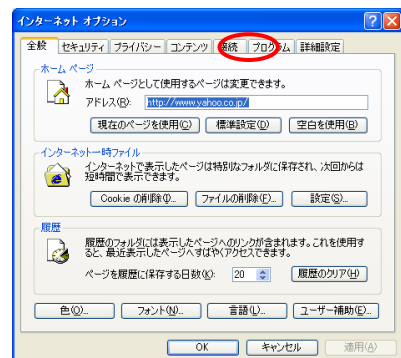 インターネット オプション
全般 セキュリティ プライバシー コンテンツ 接続 プログラム 詳細設定
ホーム ページ
ホーム ページとして使用するページは変更できます。
アドレス(R): http://www.yahoo.co.jp/
現在のページを使用(C) 標準設定(D) 空白を使用(B)
インターネット一時ファイル
インターネットで表示したページは特別なフォルダに保存され、次回からは
短時間で表示できます。
Cookie の削除(I)... ファイルの削除(F)... 設定(S)...
履歴
履歴のフォルダには表示したページへのリンクが含まれます。これを使用す
ると、最近表示したページへすばやくアクセスできます。
ページを履歴に保存する日数(K): 20 履歴のクリア(H)
色(O)... フォント(N)... 言語(L)... ユーザー補助(E)...
OK キャンセル 適用(A)